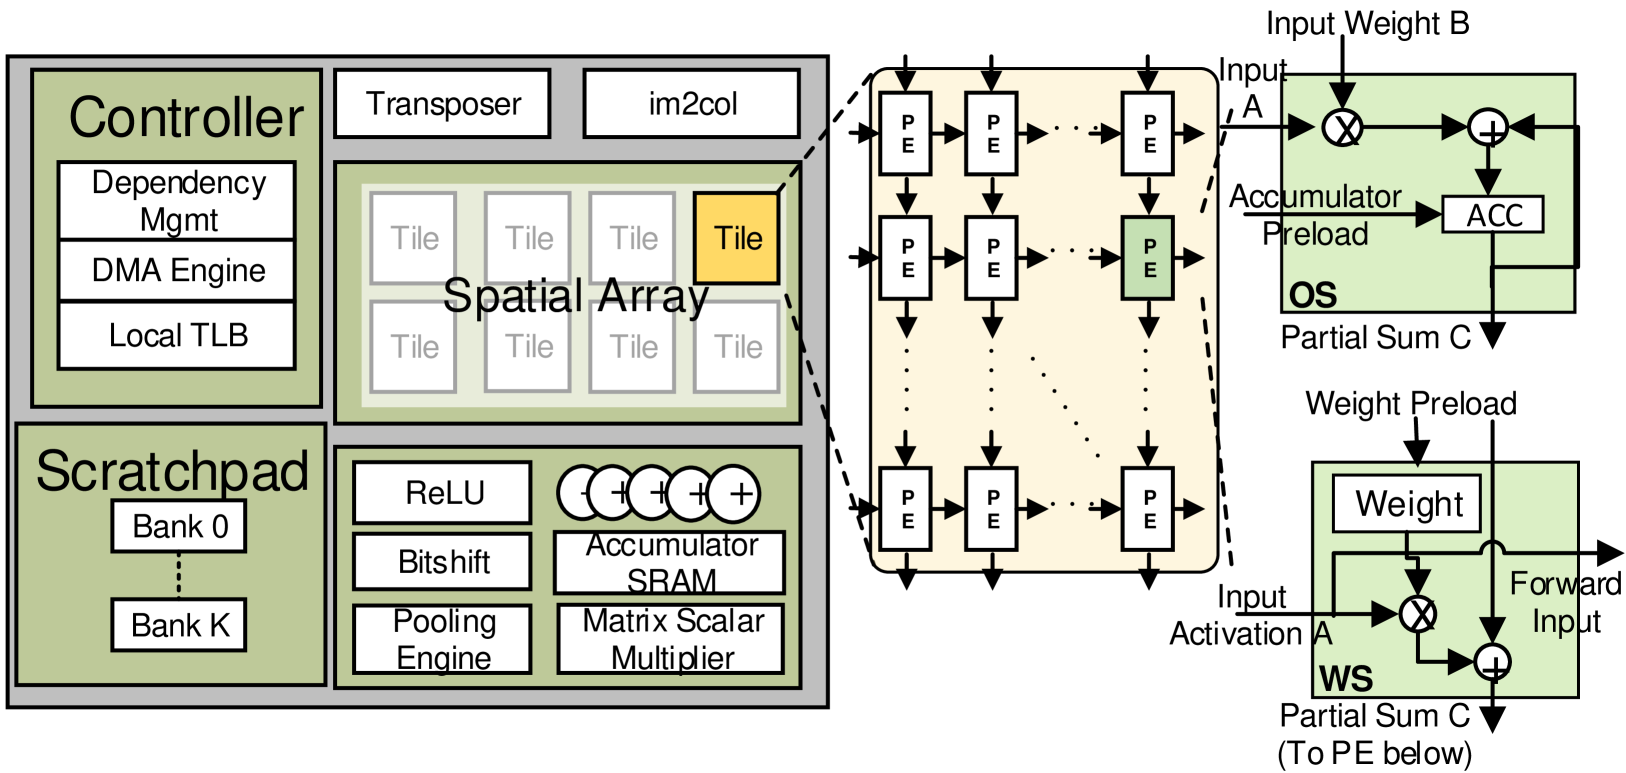 Controller
Dependency
Mgmt
DMA Engine
Local TLB
Scratchpad
Bank 0
Bank K
Transposer
im2col
Tile Tile Tile Tile
Spatial Array
Tile Tile Tile Tile
ReLU
Bitshift
Pooling
Engine
- + + + +
Accumulator
SRAM
Matrix Scalar
Multiplier
P P P
E E E
P P P
E E E
P P P
E E E
Input Weight B
Input
A
X
+
Accumulator
Preload
ACC
OS
Partial Sum C
Weight Preload
Weight
Forward
Input
Input
Activation A
X
+
WS
Partial Sum C
(To PE below)